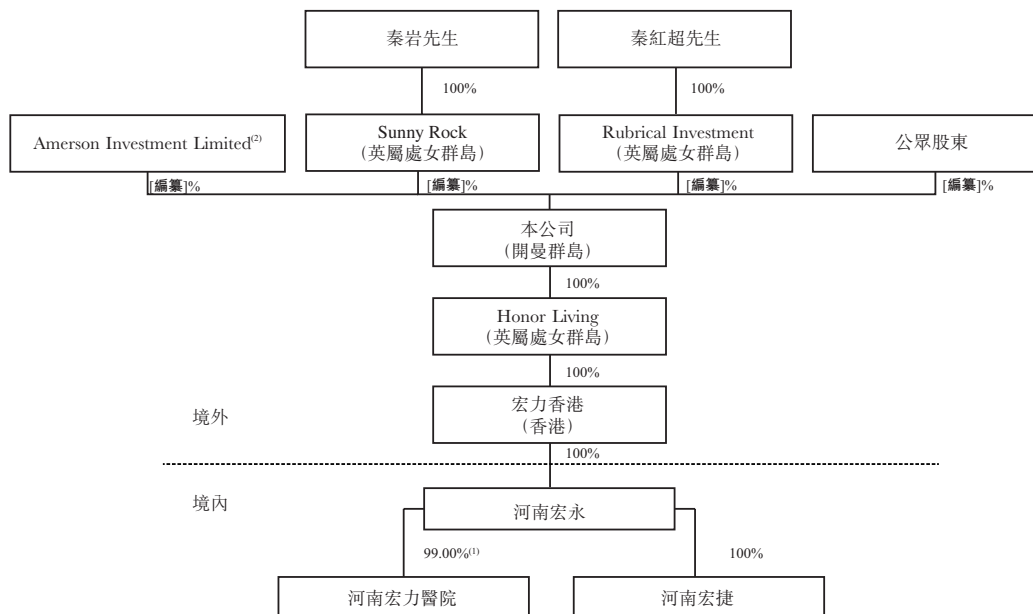 秦岩先生
秦紅超先生
100%
100%
Amerson Investment Limited(2)
Sunny Rock
(英屬處女群島)
Rubrical Investment
(英屬處女群島)
公眾股東
[編纂]%
[編纂]%
[編纂]%
[編纂]%
本公司
(開曼群島)
100%
Honor Living
(英屬處女群島)
100%
宏力香港
(香港)
境外
100%
境內
河南宏永
99.00%(1)
100%
河南宏力醫院
河南宏捷